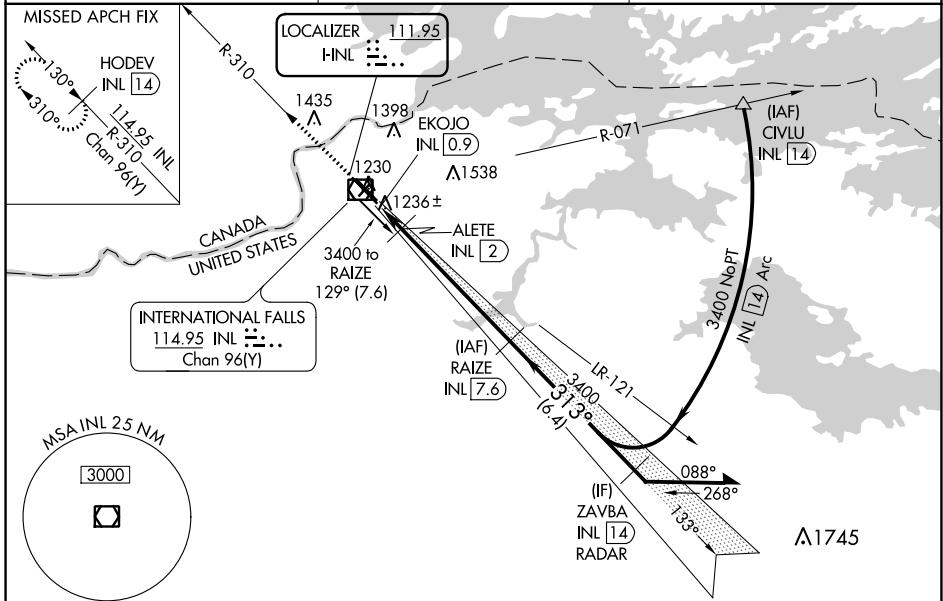 MISSED APCH FIX
HODEV
INL 14
130°
310°
114.95 INL
R-310
Chan 96(Y)
R-310
LOCALIZER 111.95
I-INL
1435
1398
EKOJO
INL 0.9
1538
R-071
(IAF)
CIVLU
INL 14
1230
1236 ±
ALETE
INL 2
CANADA
UNITED STATES
3400 to
RAIZE
129° (7.6)
INTERNATIONAL FALLS
114.95 INL
Chan 96(Y)
3400 NoPT
INL 14 Arc
(IAF)
RAIZE
INL 7.6
LR-121
3400
313°
(6.4)
MSA INL 25 NM
3000
088°
268°
133°
(IF)
ZAVBA
INL 14
RADAR
1745